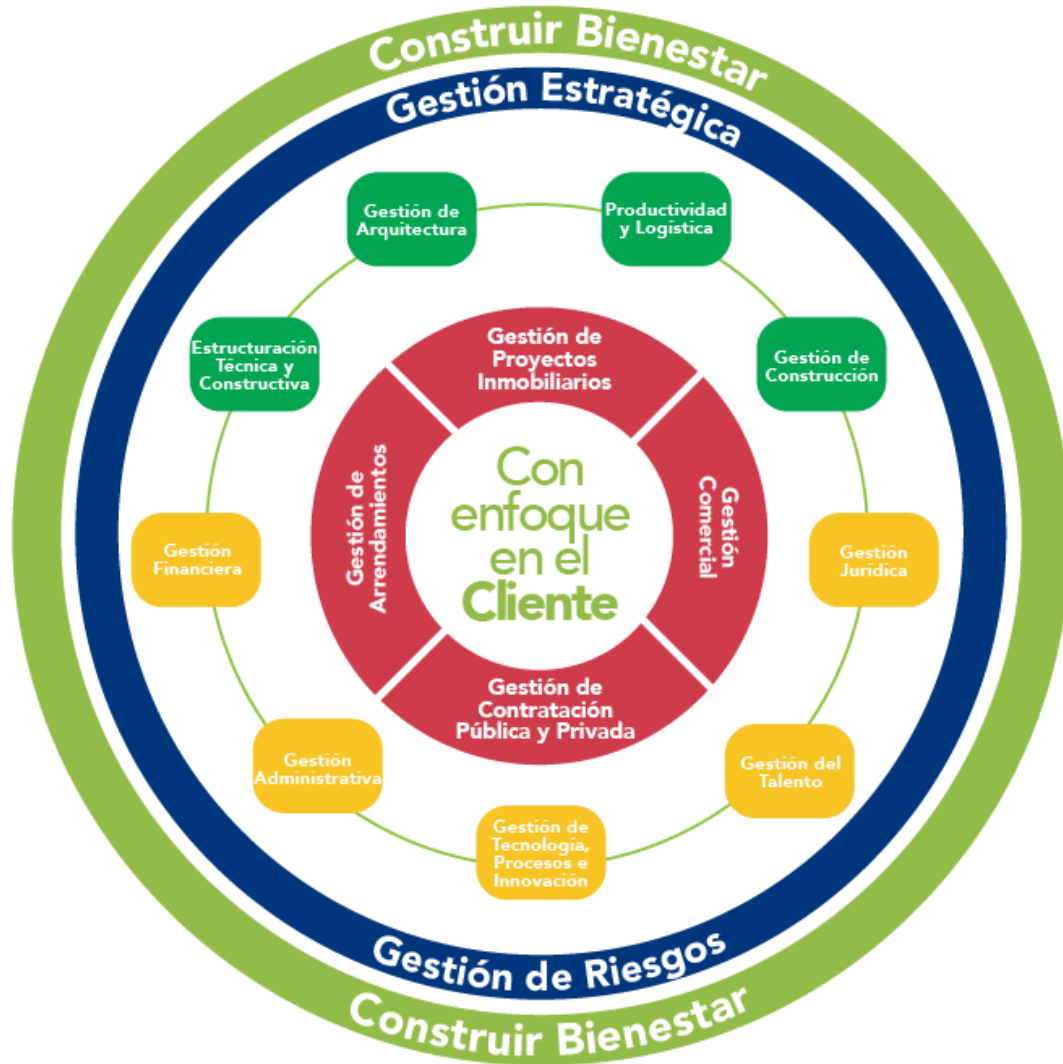 Construir Bienestar
Gestión Estratégica
Gestión de
Arquitectura
Productividad
y Logística
Estructuración
Técnica y
Constructiva
Gestión de
Construcción
Gestión de
Proyectos
Inmobiliarios
Gestión de
Arrendamientos
Con
enfoque
en el
Cliente
Gestión
Comercial
Gestión
Financiera
Gestión
Jurídica
Gestión de
Contratación
Pública y Privada
Gestión
Administrativa
Gestión del
Talento
Gestión de
Tecnología,
Procesos e
Innovación
Gestión de Riesgos
Construir Bienestar